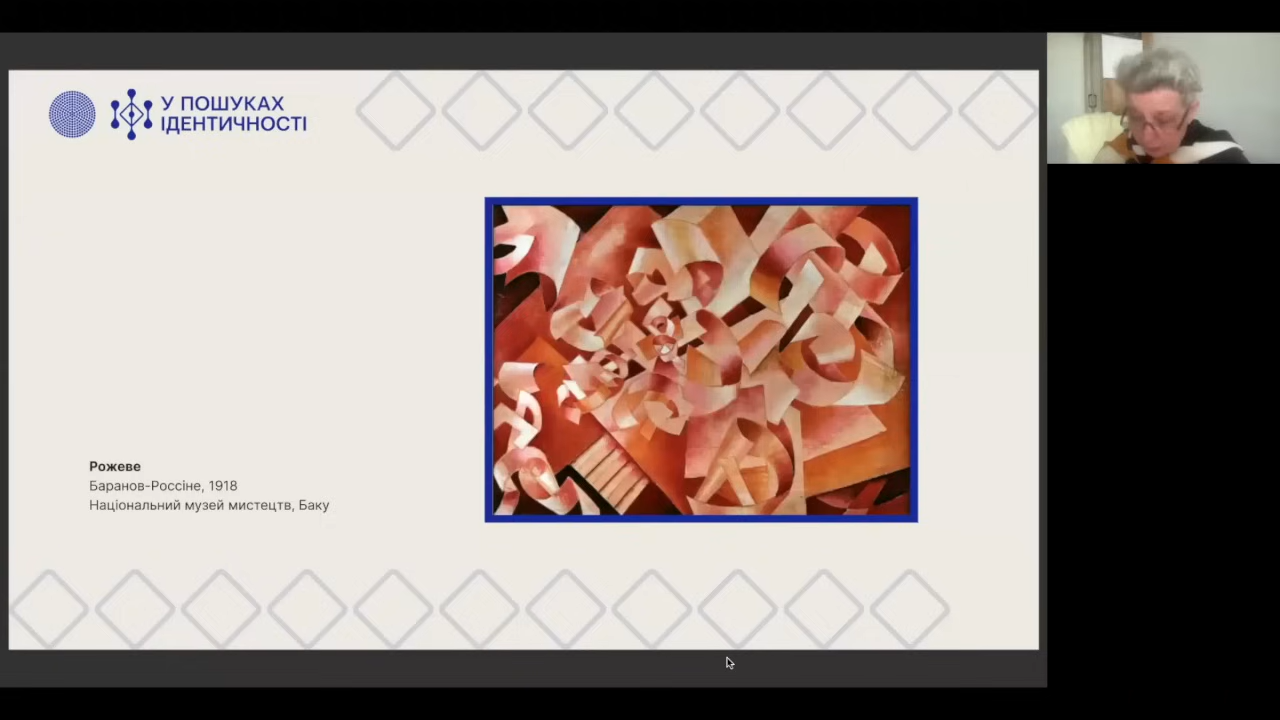 У ПОШУКАХ
ІДЕНТИЧНОСТІ
Рожеве
Баранов-Россіне, 1918
Національний музей мистецтв, Баку